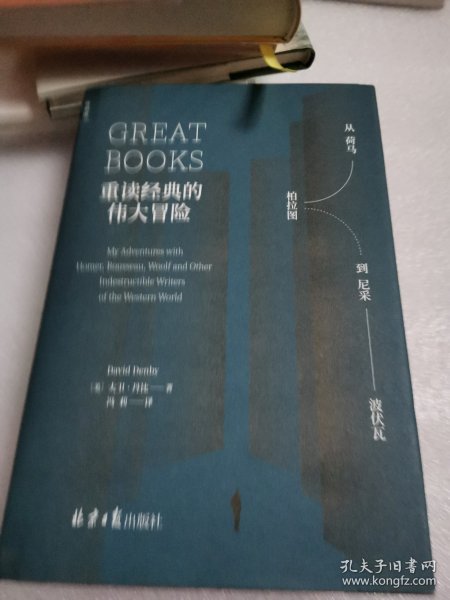 GREAT
BOOKS
重读经典的
伟大冒险
My Adventures with
Homer, Rousseau, Woolf and Other
Indestructible Writers
of the Western World
David Denby
[美] 大卫·丹比——著
冯利——译
从 荷马
柏拉图
到 尼采
波伏瓦
北京日报出版社
孔夫子旧书网
www.kongfz.com